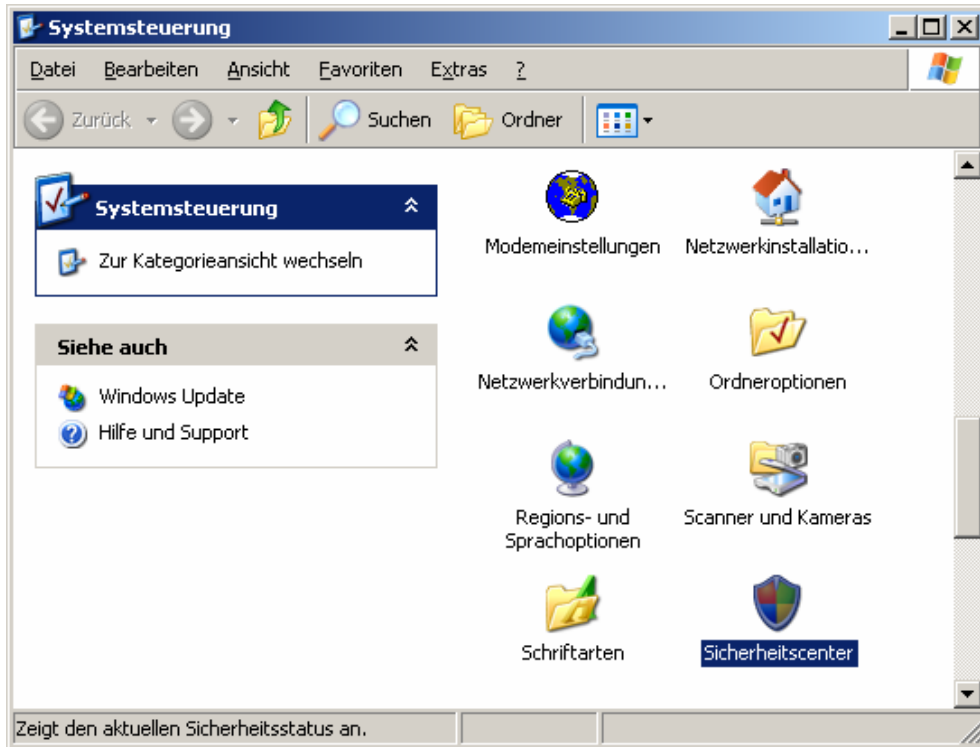 Systemsteuerung
Datei Bearbeiten Ansicht Favoriten Extras ?
Zurück Suchen Ordner
Systemsteuerung
Zur Kategorieansicht wechseln
Siehe auch
Windows Update
Hilfe und Support
Modemeinstellungen
Netzwerkinstallatio...
Netzwerkverbindun...
Ordneroptionen
Regions- und
Sprachoptionen
Scanner und Kameras
Schriftarten
Sicherheitscenter
Zeigt den aktuellen Sicherheitsstatus an.